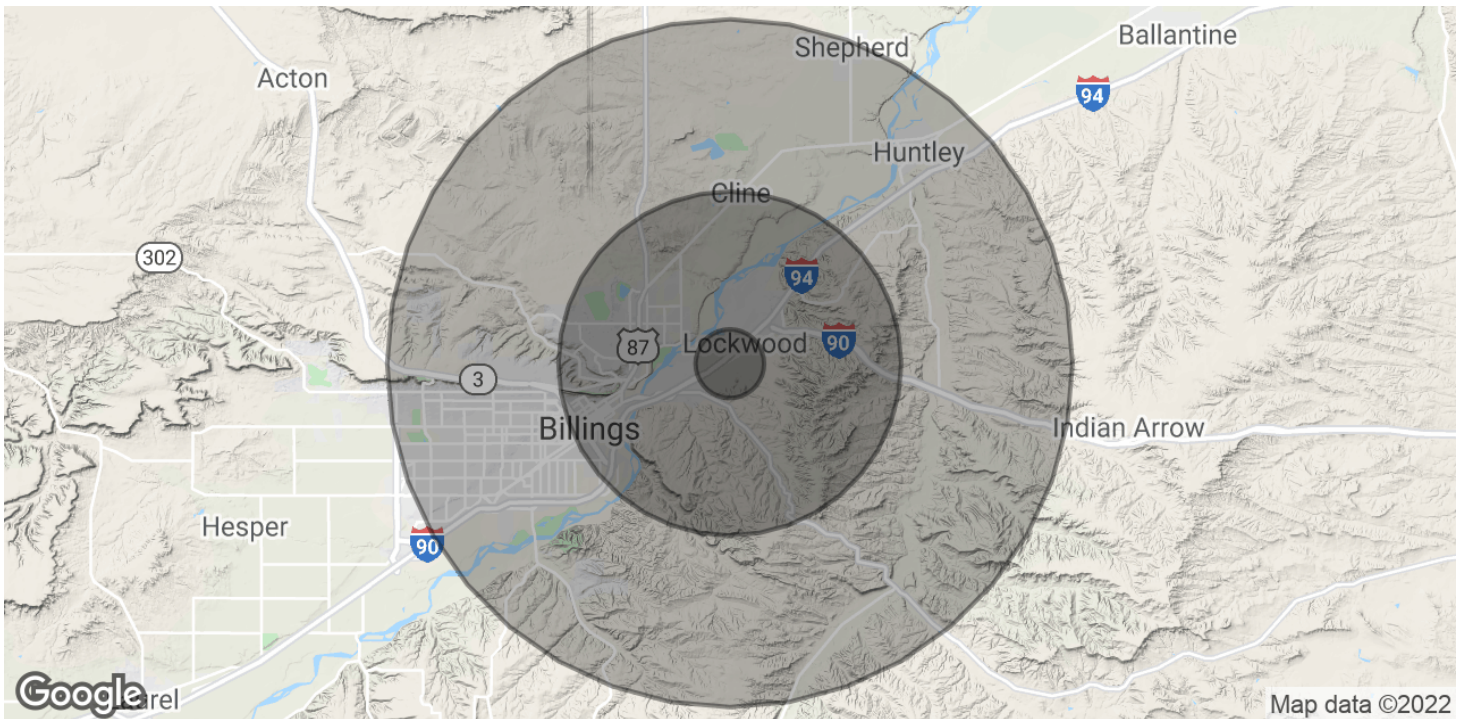 Shepherd
Ballantine
Acton
94
Huntley
Cline
302
94
87
Lockwood
90
3
Billings
Indian Arrow
Hesper
90
Google
Laurel
Map data ©2022